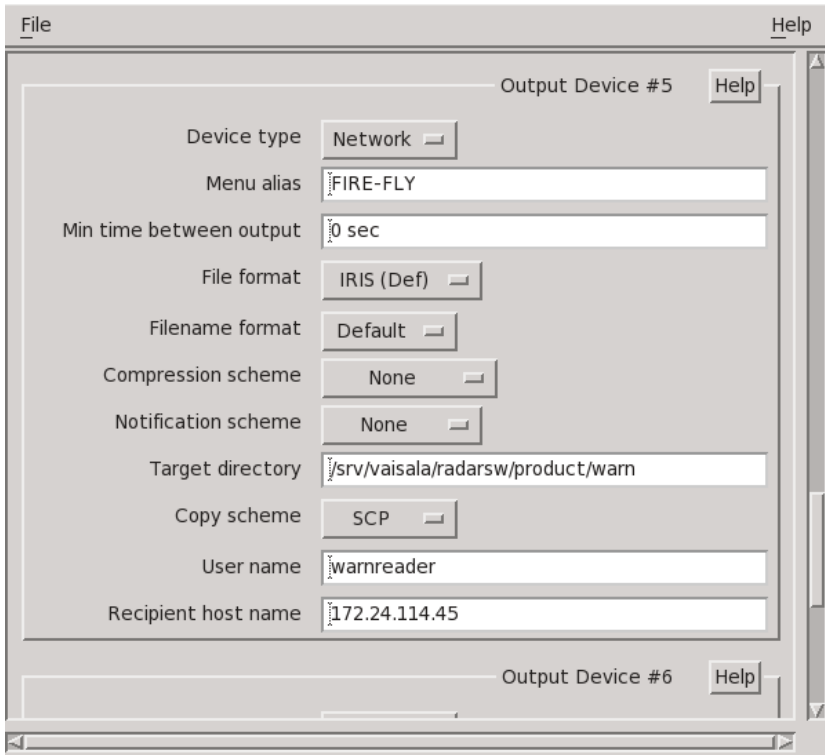 File Help
Output Device #5 Help
Device type Network
Menu alias FIRE-FLY
Min time between output 0 sec
File format IRIS (Def)
Filename format Default
Compression scheme None
Notification scheme None
Target directory /srv/vaisala/radarsw/product/warn
Copy scheme SCP
User name warnreader
Recipient host name 172.24.114.45
Output Device #6 Help